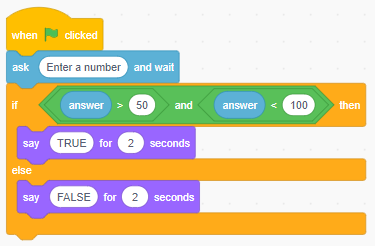 when clicked
ask Enter a number and wait
if answer > 50 and answer < 100 then
say TRUE for 2 seconds
else
say FALSE for 2 seconds